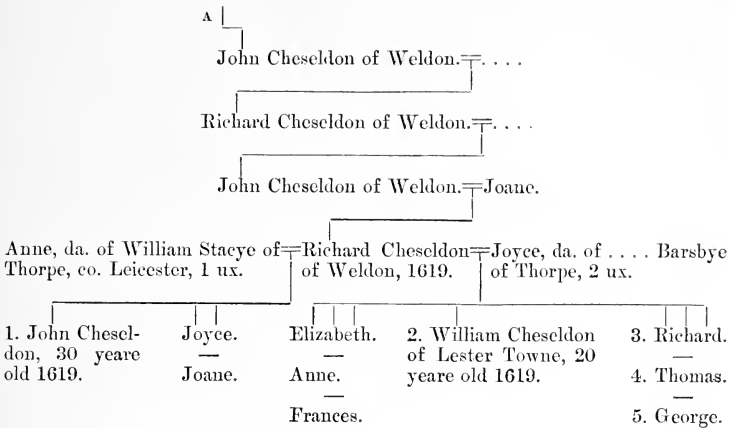 A
John Cheseldon of Weldon.=. . . .
Richard Cheseldon of Weldon.=. . . .
John Cheseldon of Weldon.=Joane.
Anne, da. of William Stacye of=Richard Cheseldon=Joyce, da. of . . . . Barsbye
Thorpe, co. Leicester, 1 ux. of Weldon, 1619. of Thorpe, 2 ux.
1. John Chesel-
don, 30 yeare
old 1619.
Joyce.
—
Joane.
Elizabeth.
—
Anne.
—
Frances.
2. William Cheseldon
of Lester Towne, 20
yeare old 1619.
3. Richard.
—
4. Thomas.
—
5. George.